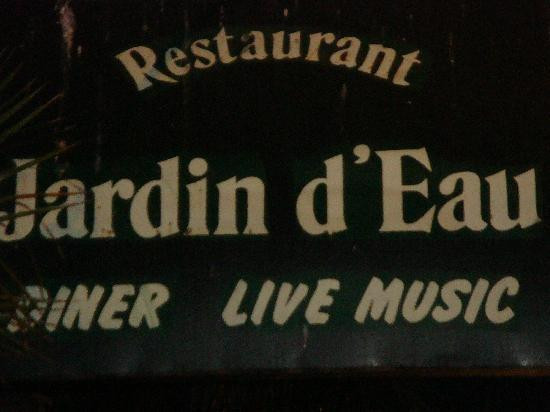 Restaurant
Jardin d'Eau
DINER LIVE MUSIC